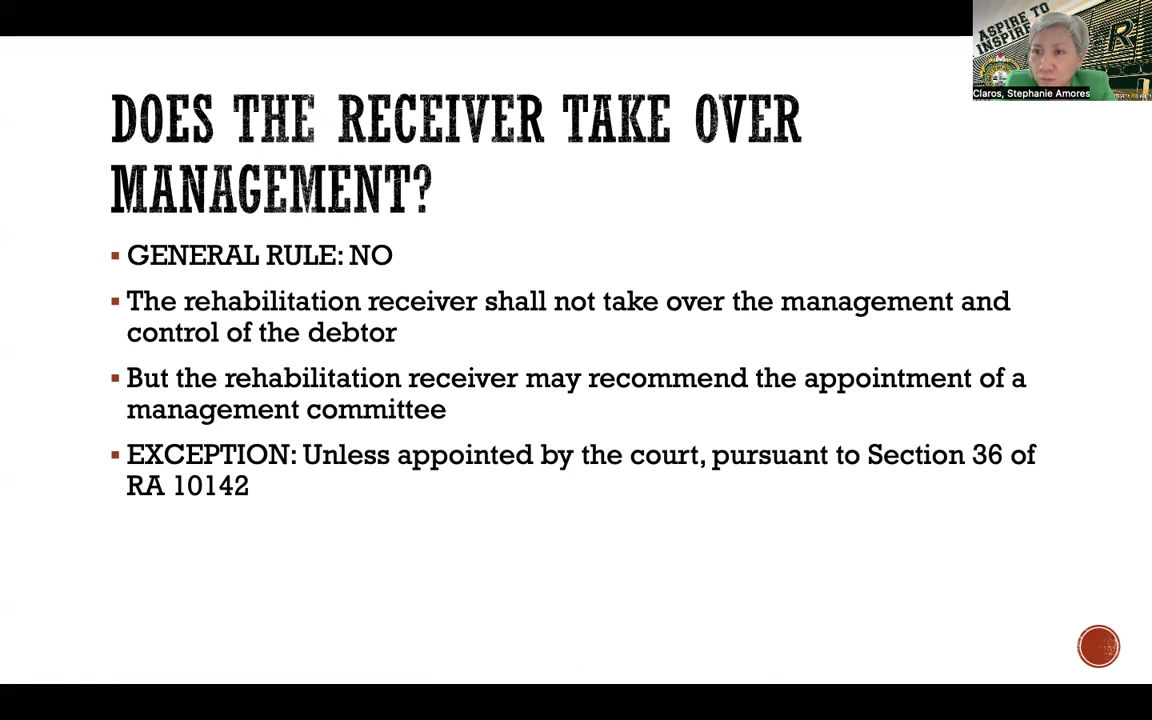 ASPIRE TO
INSPIRE
R
Claros, Stephanie Amores
DOES THE RECEIVER TAKE OVER
MANAGEMENT?
▪ GENERAL RULE: NO
▪ The rehabilitation receiver shall not take over the management and
control of the debtor
▪ But the rehabilitation receiver may recommend the appointment of a
management committee
▪ EXCEPTION: Unless appointed by the court, pursuant to Section 36 of
RA 10142